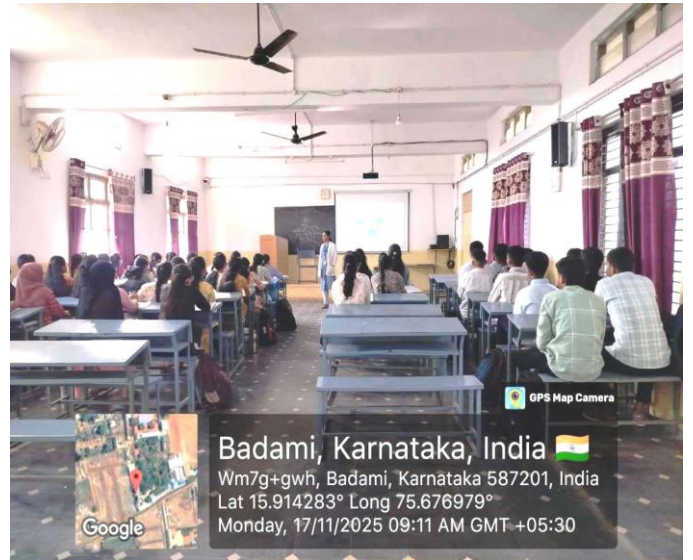 GPS Map Camera
Badami, Karnataka, India
Wm7g+gwh, Badami, Karnataka 587201, India
Lat 15.914283° Long 75.676979°
Monday, 17/11/2025 09:11 AM GMT +05:30
Google